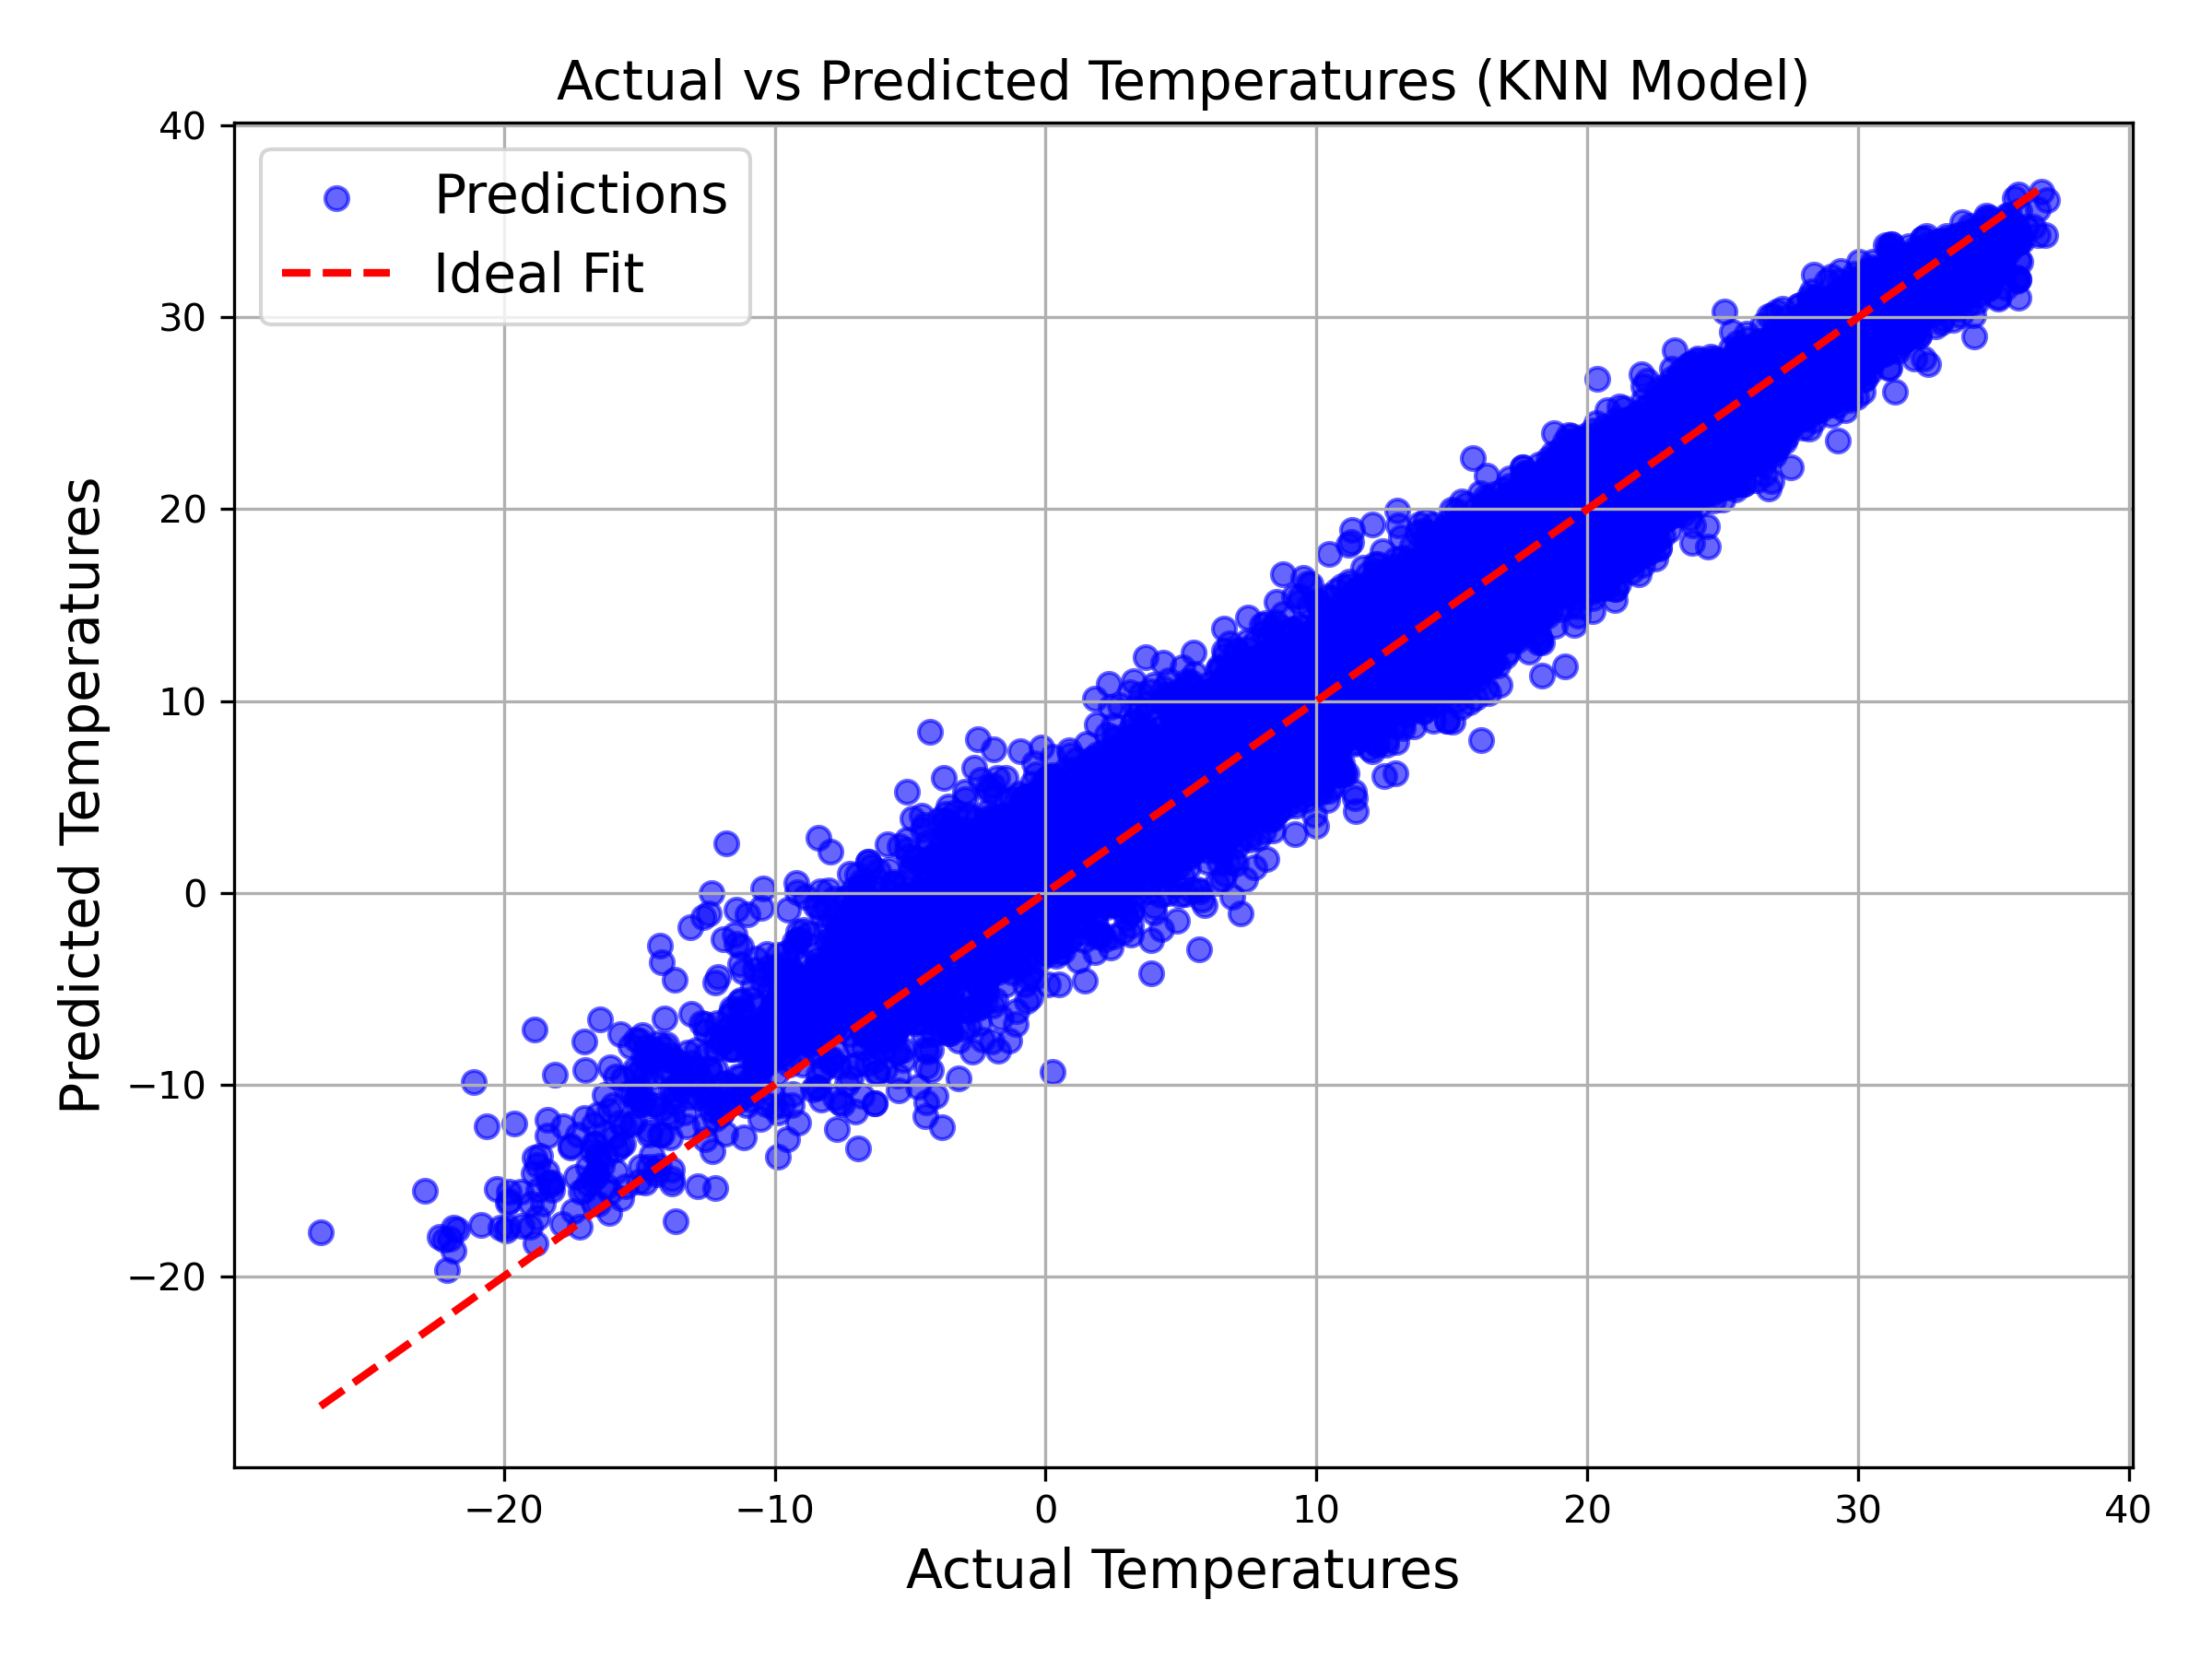 Actual vs Predicted Temperatures (KNN Model)
Predictions
Ideal Fit
40
30
20
10
0
−10
−20
Predicted Temperatures
−20
−10
0
10
20
30
40
Actual Temperatures